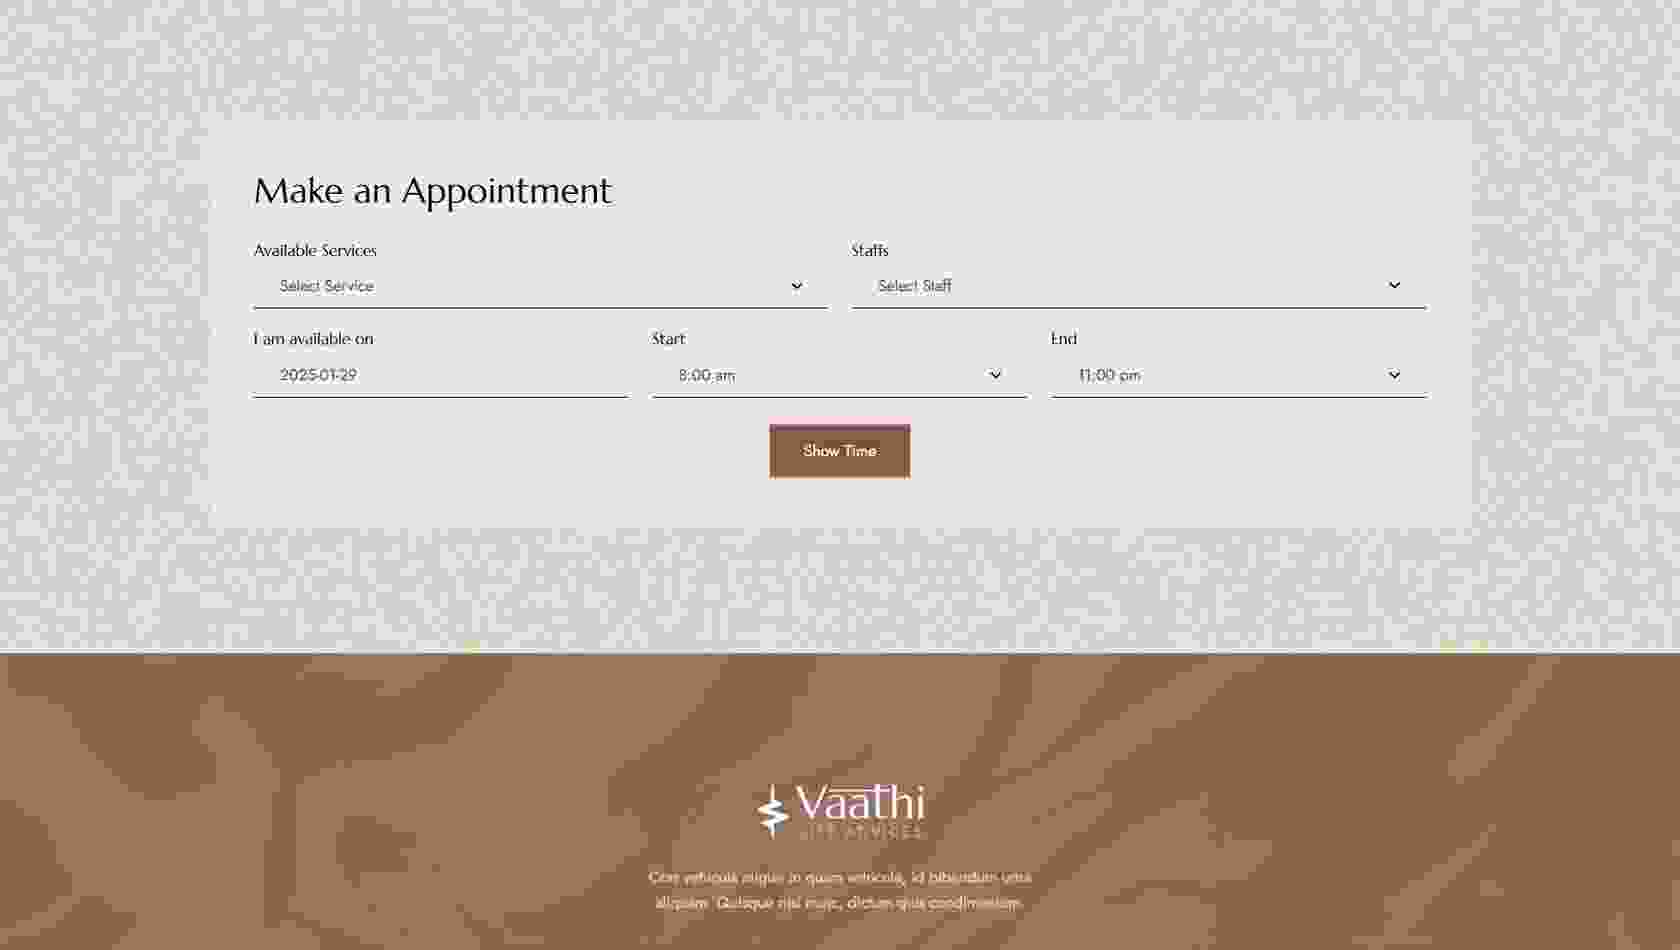 Make an Appointment
Available Services
Staffs
Select Service
Select Staff
I am available on
Start
End
2025-01-29
8:00 am
11:00 pm
Show Time
Vaathi
Cras vehicula augue in quam vehicula, id bibendum urna
aliquam. Quisque nisl nunc, dictum quis condimentum.